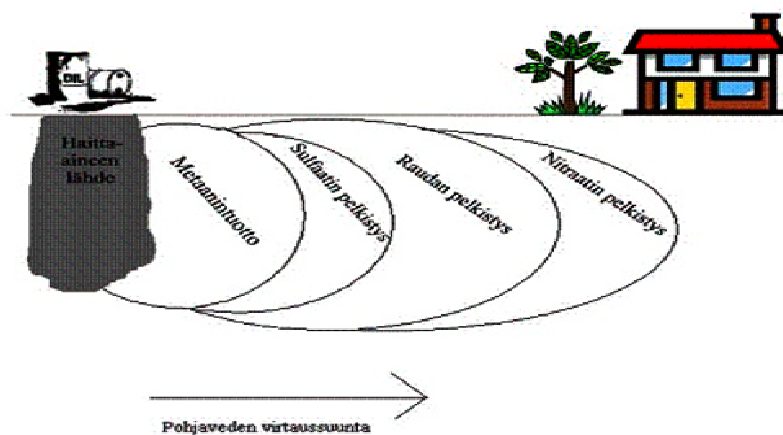 OIL
Haitta-
aineen
lähde
Metaanintuotto
Sulfaatin pelkistys
Raudan pelkistys
Nitraatin pelkistys
Pohjaveden virtaussuunta